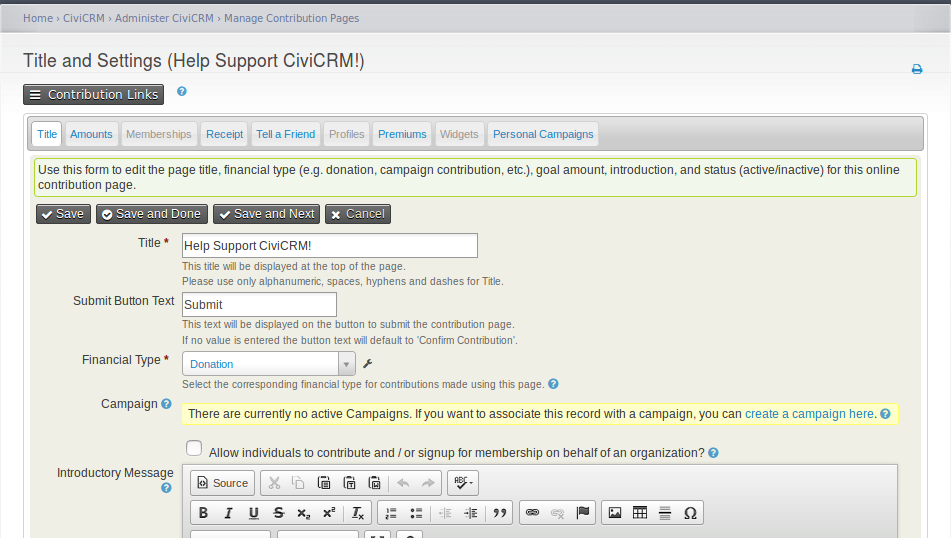 Home › CiviCRM › Administer CiviCRM › Manage Contribution Pages
Title and Settings (Help Support CiviCRM!)
Contribution Links
Title Amounts Memberships Receipt Tell a Friend Profiles Premiums Widgets Personal Campaigns
Use this form to edit the page title, financial type (e.g. donation, campaign contribution, etc.), goal amount, introduction, and status (active/inactive) for this online
contribution page.
Save Save and Done Save and Next Cancel
Title * Help Support CiviCRM!
This title will be displayed at the top of the page.
Please use only alphanumeric, spaces, hyphens and dashes for Title.
Submit Button Text Submit
This text will be displayed on the button to submit the contribution page.
If no value is entered the button text will default to 'Confirm Contribution'.
Financial Type * Donation
Select the corresponding financial type for contributions made using this page.
Campaign There are currently no active Campaigns. If you want to associate this record with a campaign, you can create a campaign here.
Allow individuals to contribute and / or signup for membership on behalf of an organization?
Introductory Message
Source